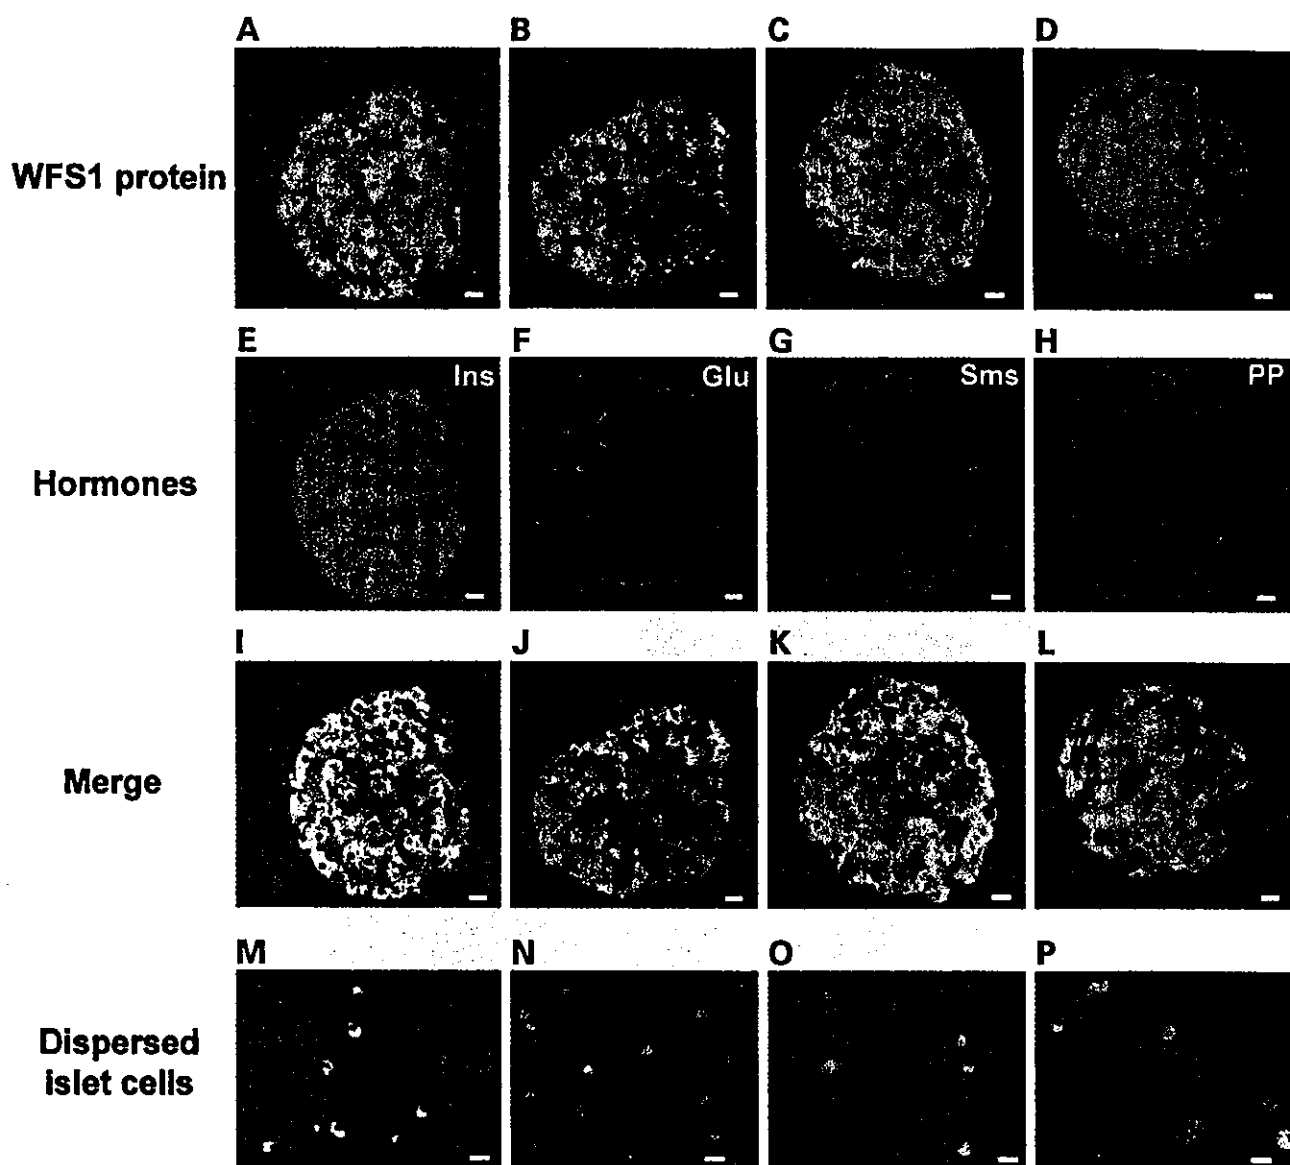 A B C D
WFS1 protein
E F G H
Ins Glu Sms PP
Hormones
I J K L
Merge
M N O P
Dispersed
islet cells